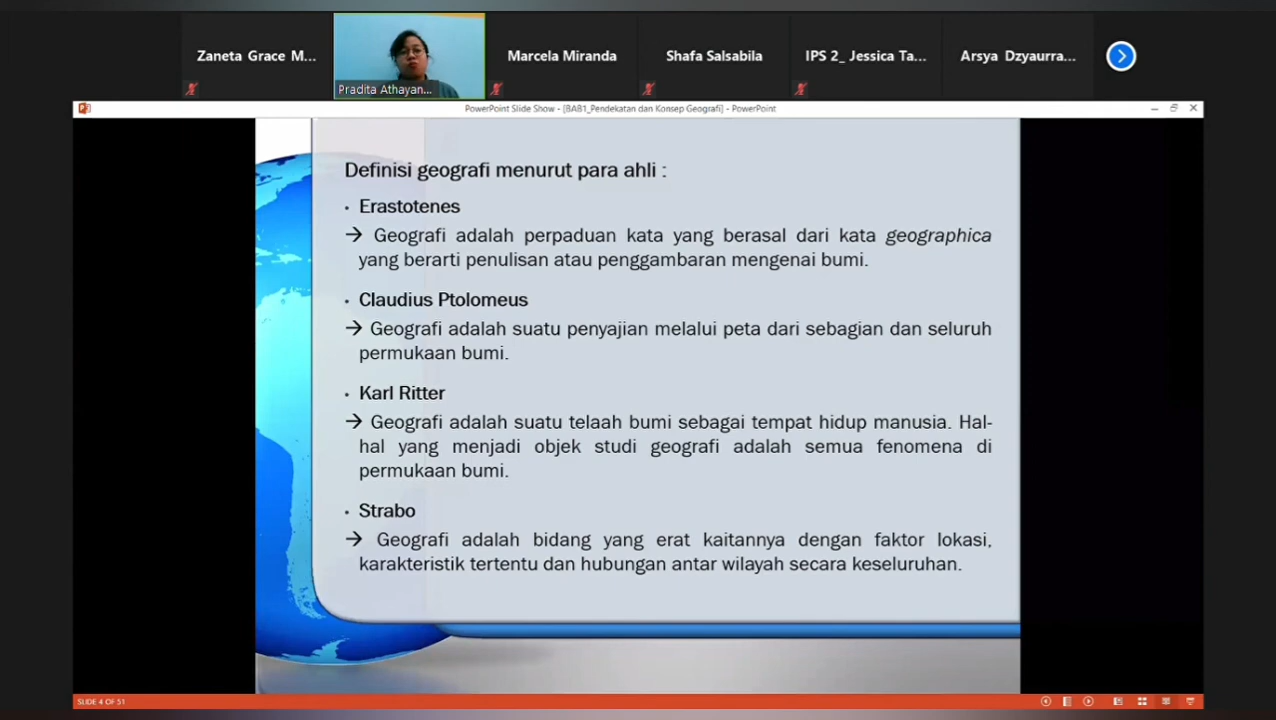 Zaneta Grace M...
Pradita Athayan...
Marcela Miranda
Shafa Salsabila
IPS 2_ Jessica Ta...
Arsya Dzyaurra...
PowerPoint Slide Show - [BAB1_Pendekatan dan Konsep Geografi] - PowerPoint
Definisi geografi menurut para ahli :
• Erastotenes
→ Geografi adalah perpaduan kata yang berasal dari kata geographica
yang berarti penulisan atau penggambaran mengenai bumi.
• Claudius Ptolomeus
→ Geografi adalah suatu penyajian melalui peta dari sebagian dan seluruh
permukaan bumi.
• Karl Ritter
→ Geografi adalah suatu telaah bumi sebagai tempat hidup manusia. Hal-
hal yang menjadi objek studi geografi adalah semua fenomena di
permukaan bumi.
• Strabo
→ Geografi adalah bidang yang erat kaitannya dengan faktor lokasi,
karakteristik tertentu dan hubungan antar wilayah secara keseluruhan.
SLIDE 4 OF 51